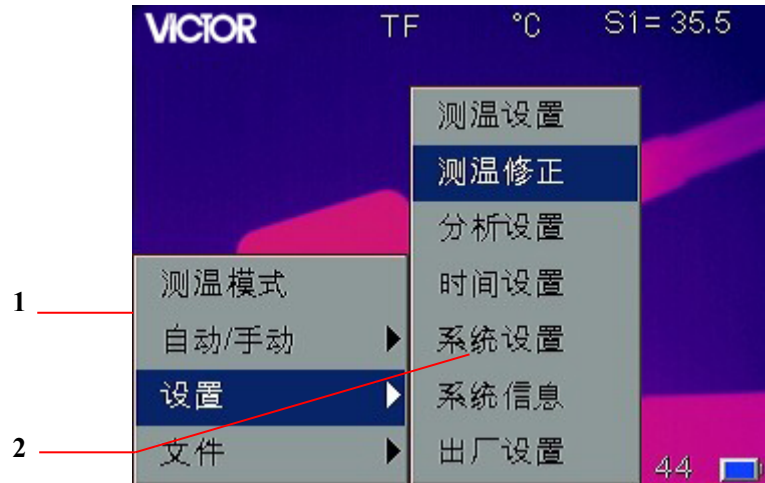 VICTOR TF °C S1= 35.5
测温设置
测温修正
分析设置
时间设置
系统设置
系统信息
出厂设置
1
测温模式
自动/手动
设置
2
文件
44